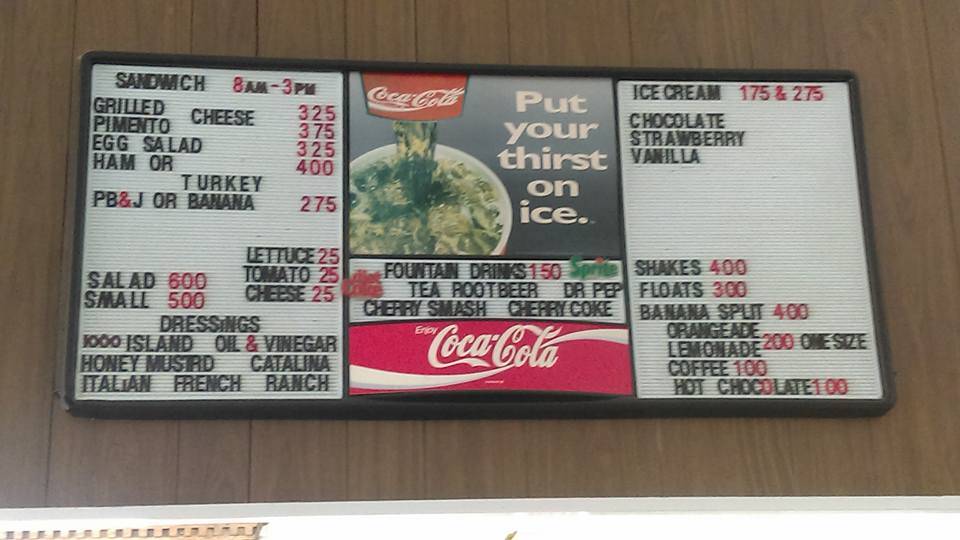 SANDWICH 8AM-3PM
GRILLED CHEESE 325
PIMENTO 375
EGG SALAD 325
HAM OR 400
TURKEY
PB&J OR BANANA 275
LETTUCE 25
TOMATO 25
CHEESE 25
SALAD 600
SMALL 500
DRESSiNGS
1000 ISLAND OIL & VINEGAR
HONEY MUSTRD CATALINA
ITALiAN FRENCH RANCH
Coca-Cola
Put
your
thirst
on
ice.
FOUNTAIN DRINKS 150 Sprite
diet Coke TEA ROOTBEER DR PEP
CHERRY SMASH CHERRY COKE
Enjoy
Coca-Cola
ICE CREAM 175 & 275
CHOCOLATE
STRAWBERRY
VANILLA
SHAKES 400
FLOATS 300
BANANA SPLIT 400
ORANGEADE
LEMONADE 200 ONE SIZE
COFFEE 100
HOT CHOCOLATE 100